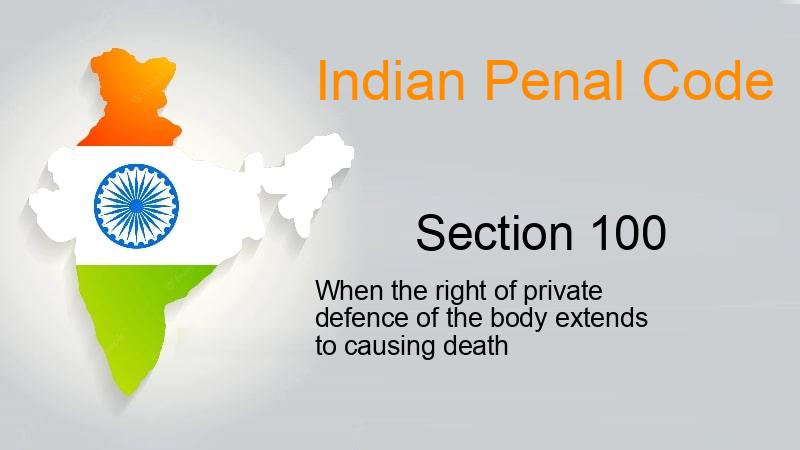 Indian Penal Code
Section 100
When the right of private
defence of the body extends
to causing death